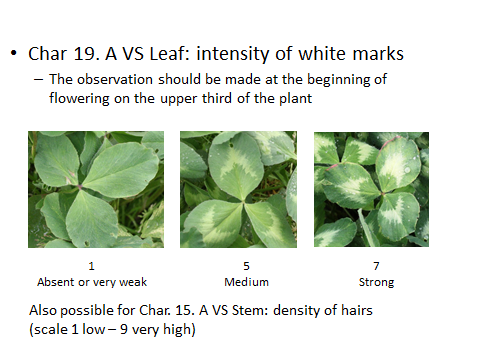 • Char 19. A VS Leaf: intensity of white marks
– The observation should be made at the beginning of
flowering on the upper third of the plant
1
Absent or very weak
5
Medium
7
Strong
Also possible for Char. 15. A VS Stem: density of hairs
(scale 1 low – 9 very high)